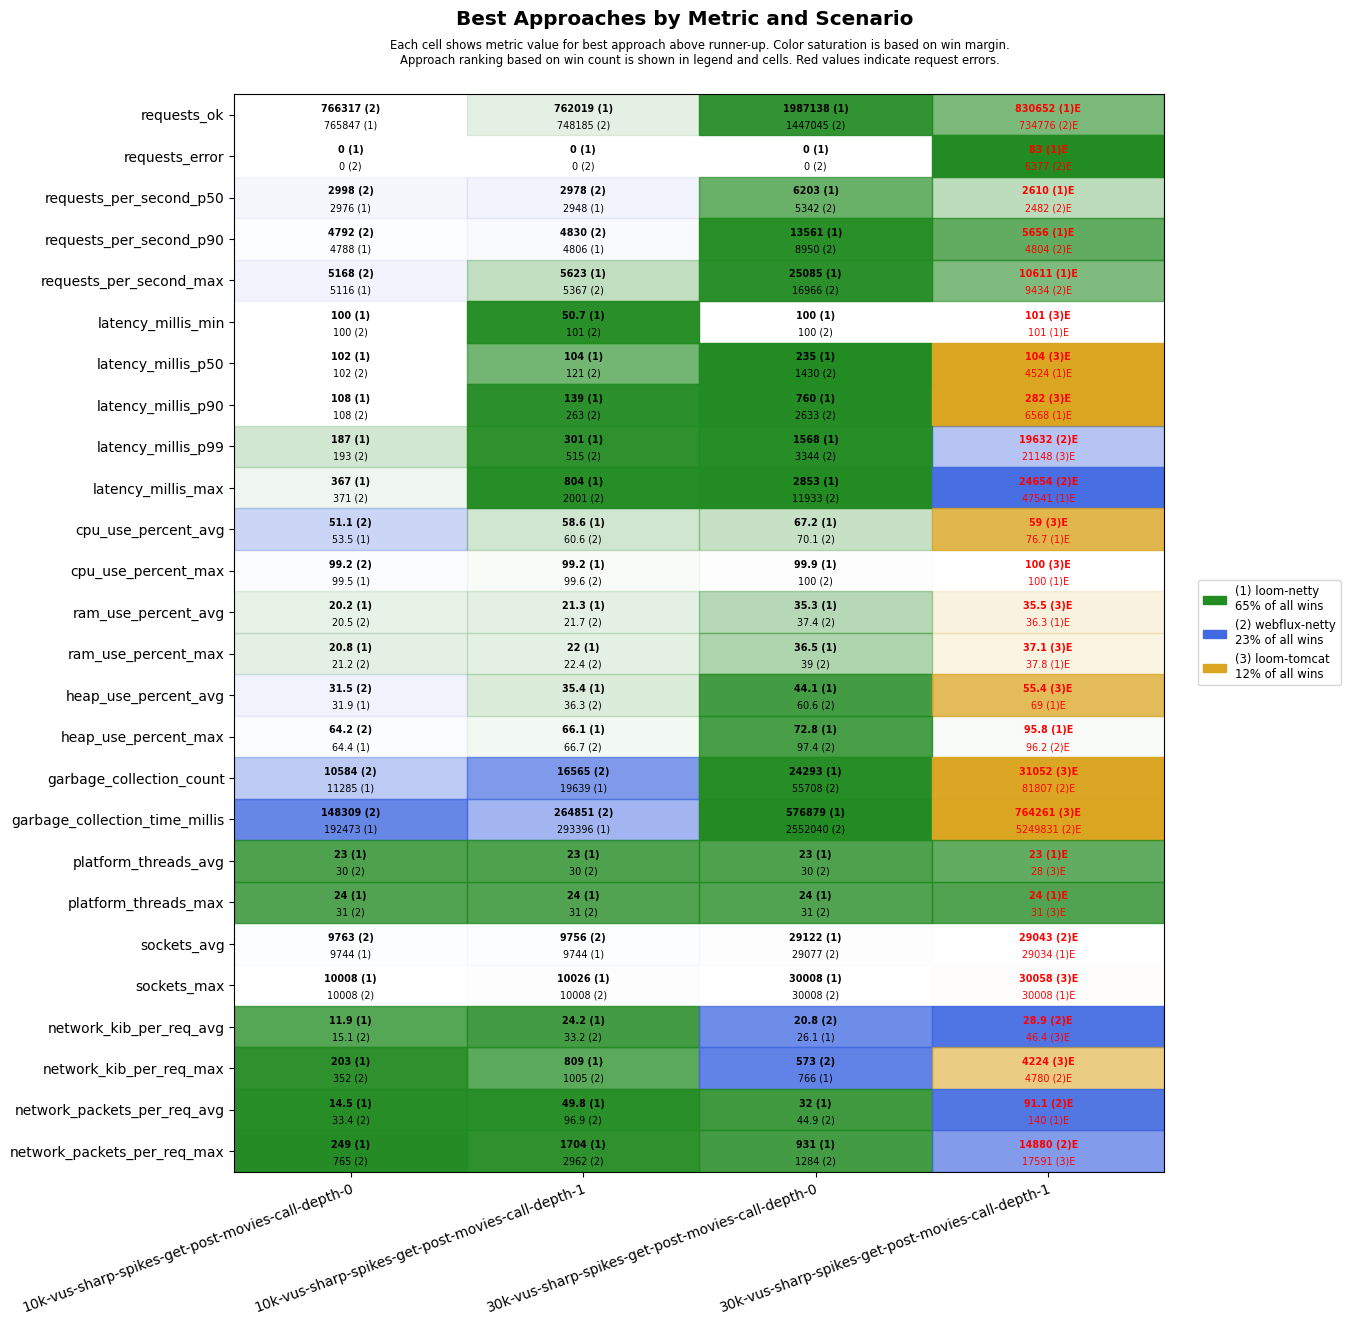 Best Approaches by Metric and Scenario
Each cell shows metric value for best approach above runner-up. Color saturation is based on win margin.
Approach ranking based on win count is shown in legend and cells. Red values indicate request errors.
requests_ok 766317 (2) 762019 (1) 1987138 (1) 830652 (1)E
765847 (1) 748185 (2) 1447045 (2) 734776 (2)E
requests_error 0 (1) 0 (1) 0 (1) 83 (1)E
0 (2) 0 (2) 0 (2) 6377 (2)E
requests_per_second_p50 2998 (2) 2978 (2) 6203 (1) 2610 (1)E
2976 (1) 2948 (1) 5342 (2) 2482 (2)E
requests_per_second_p90 4792 (2) 4830 (2) 13561 (1) 5656 (1)E
4788 (1) 4806 (1) 8950 (2) 4804 (2)E
requests_per_second_max 5168 (2) 5623 (1) 25085 (1) 10611 (1)E
5116 (1) 5367 (2) 16966 (2) 9434 (2)E
latency_millis_min 100 (1) 50.7 (1) 100 (1) 101 (3)E
100 (2) 101 (2) 100 (2) 101 (1)E
latency_millis_p50 102 (1) 104 (1) 235 (1) 104 (3)E
102 (2) 121 (2) 1430 (2) 4524 (1)E
latency_millis_p90 108 (1) 139 (1) 760 (1) 282 (3)E
108 (2) 263 (2) 2633 (2) 6568 (1)E
latency_millis_p99 187 (1) 301 (1) 1568 (1) 19632 (2)E
193 (2) 515 (2) 3344 (2) 21148 (3)E
latency_millis_max 367 (1) 804 (1) 2853 (1) 24654 (2)E
371 (2) 2001 (2) 11933 (2) 47541 (1)E
cpu_use_percent_avg 51.1 (2) 58.6 (1) 67.2 (1) 59 (3)E
53.5 (1) 60.6 (2) 70.1 (2) 76.7 (1)E
cpu_use_percent_max 99.2 (2) 99.2 (1) 99.9 (1) 100 (3)E
99.5 (1) 99.6 (2) 100 (2) 100 (1)E
ram_use_percent_avg 20.2 (1) 21.3 (1) 35.3 (1) 35.5 (3)E
20.5 (2) 21.7 (2) 37.4 (2) 36.3 (1)E
ram_use_percent_max 20.8 (1) 22 (1) 36.5 (1) 37.1 (3)E
21.2 (2) 22.4 (2) 39 (2) 37.8 (1)E
heap_use_percent_avg 31.5 (2) 35.4 (1) 44.1 (1) 55.4 (3)E
31.9 (1) 36.3 (2) 60.6 (2) 69 (1)E
heap_use_percent_max 64.2 (2) 66.1 (1) 72.8 (1) 95.8 (1)E
64.4 (1) 66.7 (2) 97.4 (2) 96.2 (2)E
garbage_collection_count 10584 (2) 16565 (2) 24293 (1) 31052 (3)E
11285 (1) 19639 (1) 55708 (2) 81807 (2)E
garbage_collection_time_millis 148309 (2) 264851 (2) 576879 (1) 764261 (3)E
192473 (1) 293396 (1) 2552040 (2) 5249831 (2)E
platform_threads_avg 23 (1) 23 (1) 23 (1) 23 (1)E
30 (2) 30 (2) 30 (2) 28 (3)E
platform_threads_max 24 (1) 24 (1) 24 (1) 24 (1)E
31 (2) 31 (2) 31 (2) 31 (3)E
sockets_avg 9763 (2) 9756 (2) 29122 (1) 29043 (2)E
9744 (1) 9744 (1) 29077 (2) 29034 (1)E
sockets_max 10008 (1) 10026 (1) 30008 (1) 30058 (3)E
10008 (2) 10008 (2) 30008 (2) 30008 (1)E
network_kib_per_req_avg 11.9 (1) 24.2 (1) 20.8 (2) 28.9 (2)E
15.1 (2) 33.2 (2) 26.1 (1) 46.4 (3)E
network_kib_per_req_max 203 (1) 809 (1) 573 (2) 4224 (3)E
352 (2) 1005 (2) 766 (1) 4780 (2)E
network_packets_per_req_avg 14.5 (1) 49.8 (1) 32 (1) 91.1 (2)E
33.4 (2) 96.9 (2) 44.9 (2) 140 (1)E
network_packets_per_req_max 249 (1) 1704 (1) 931 (1) 14880 (2)E
765 (2) 2962 (2) 1284 (2) 17591 (3)E
10k-vus-sharp-spikes-get-post-movies-call-depth-0
10k-vus-sharp-spikes-get-post-movies-call-depth-1
30k-vus-sharp-spikes-get-post-movies-call-depth-0
30k-vus-sharp-spikes-get-post-movies-call-depth-1
(1) loom-netty
65% of all wins
(2) webflux-netty
23% of all wins
(3) loom-tomcat
12% of all wins